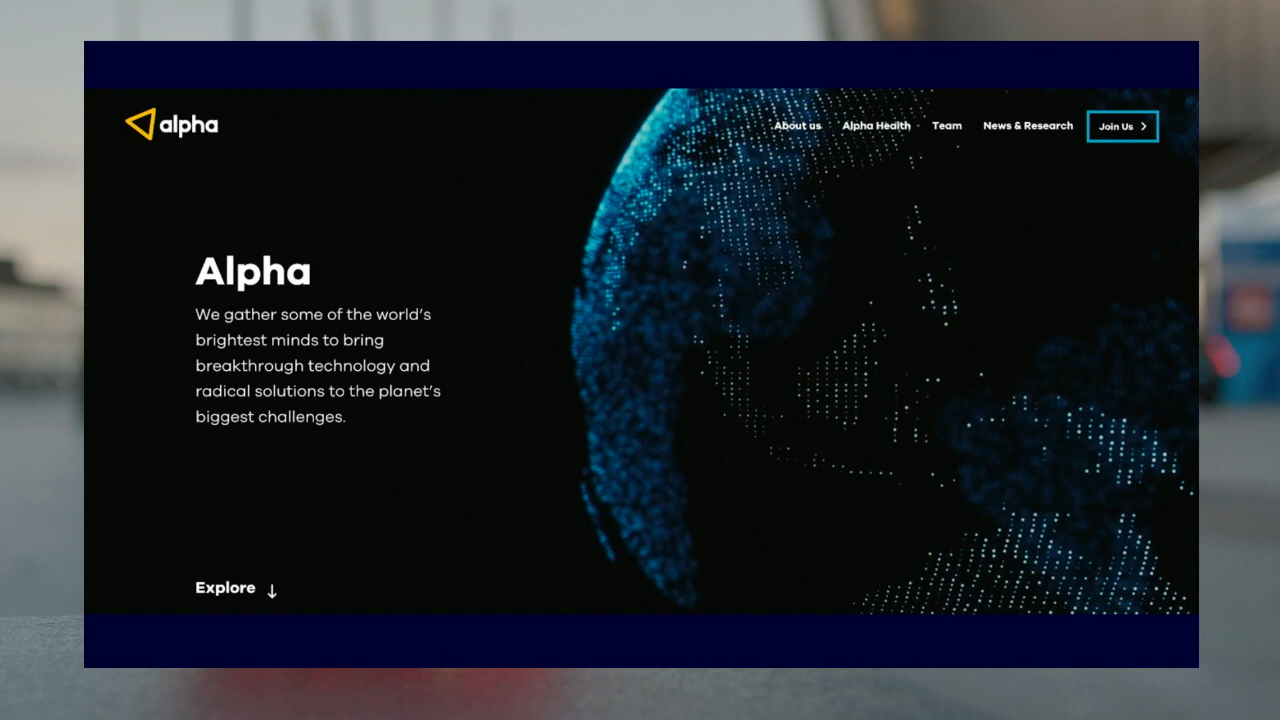 alpha
About us Alpha Health Team News & Research Join Us
Alpha
We gather some of the world's
brightest minds to bring
breakthrough technology and
radical solutions to the planet's
biggest challenges.
Explore